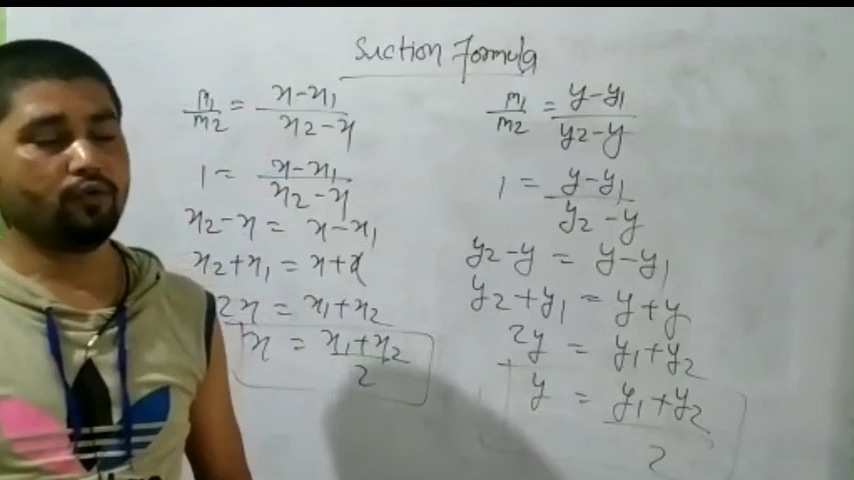 Suction Formula
m₁/m₂ = x-x₁/x₂-x
1 = x-x₁/x₂-x
x₂-x = x-x₁
x₂+x₁ = x+x
2x = x₁+x₂
x = x₁+x₂/2
m₁/m₂ = y-y₁/y₂-y
1 = y-y₁/y₂-y
y₂-y = y-y₁
y₂+y₁ = y+y
2y = y₁+y₂
y = y₁+y₂/2